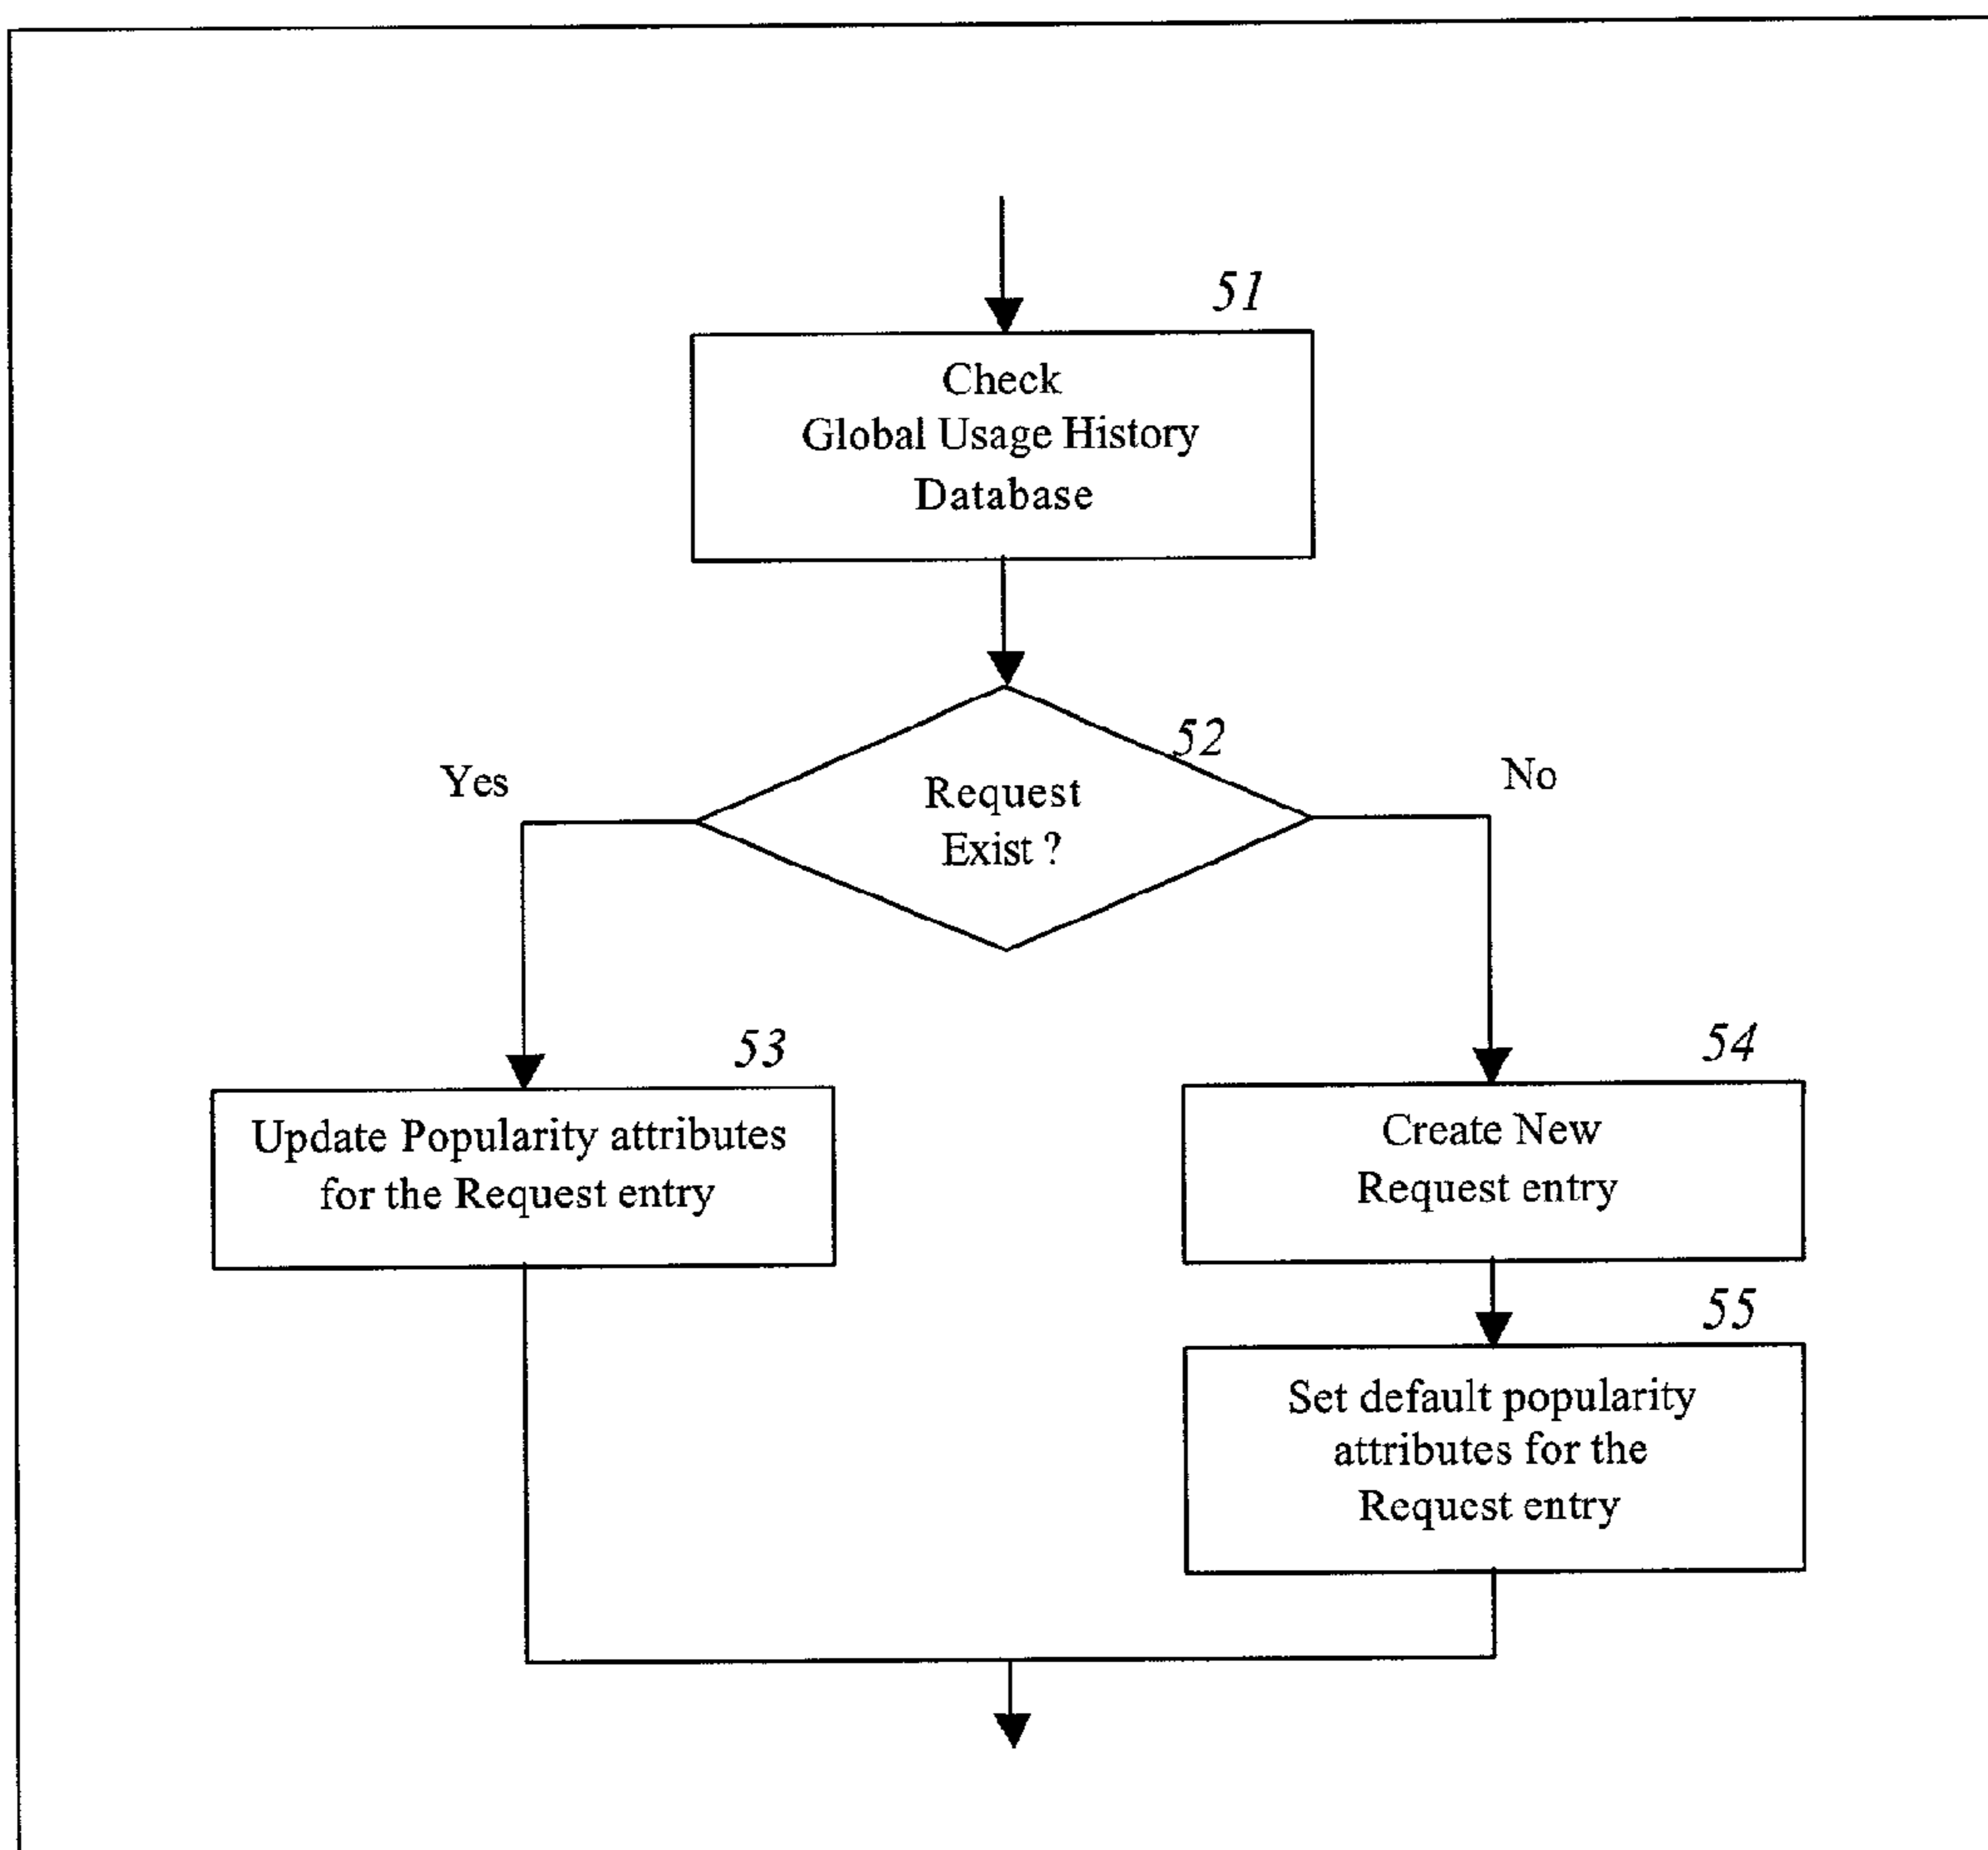 51
Check
Global Usage History
Database
52
Yes
No
Request
Exist ?
53
Update Popularity attributes
for the Request entry
54
Create New
Request entry
55
Set default popularity
attributes for the
Request entry